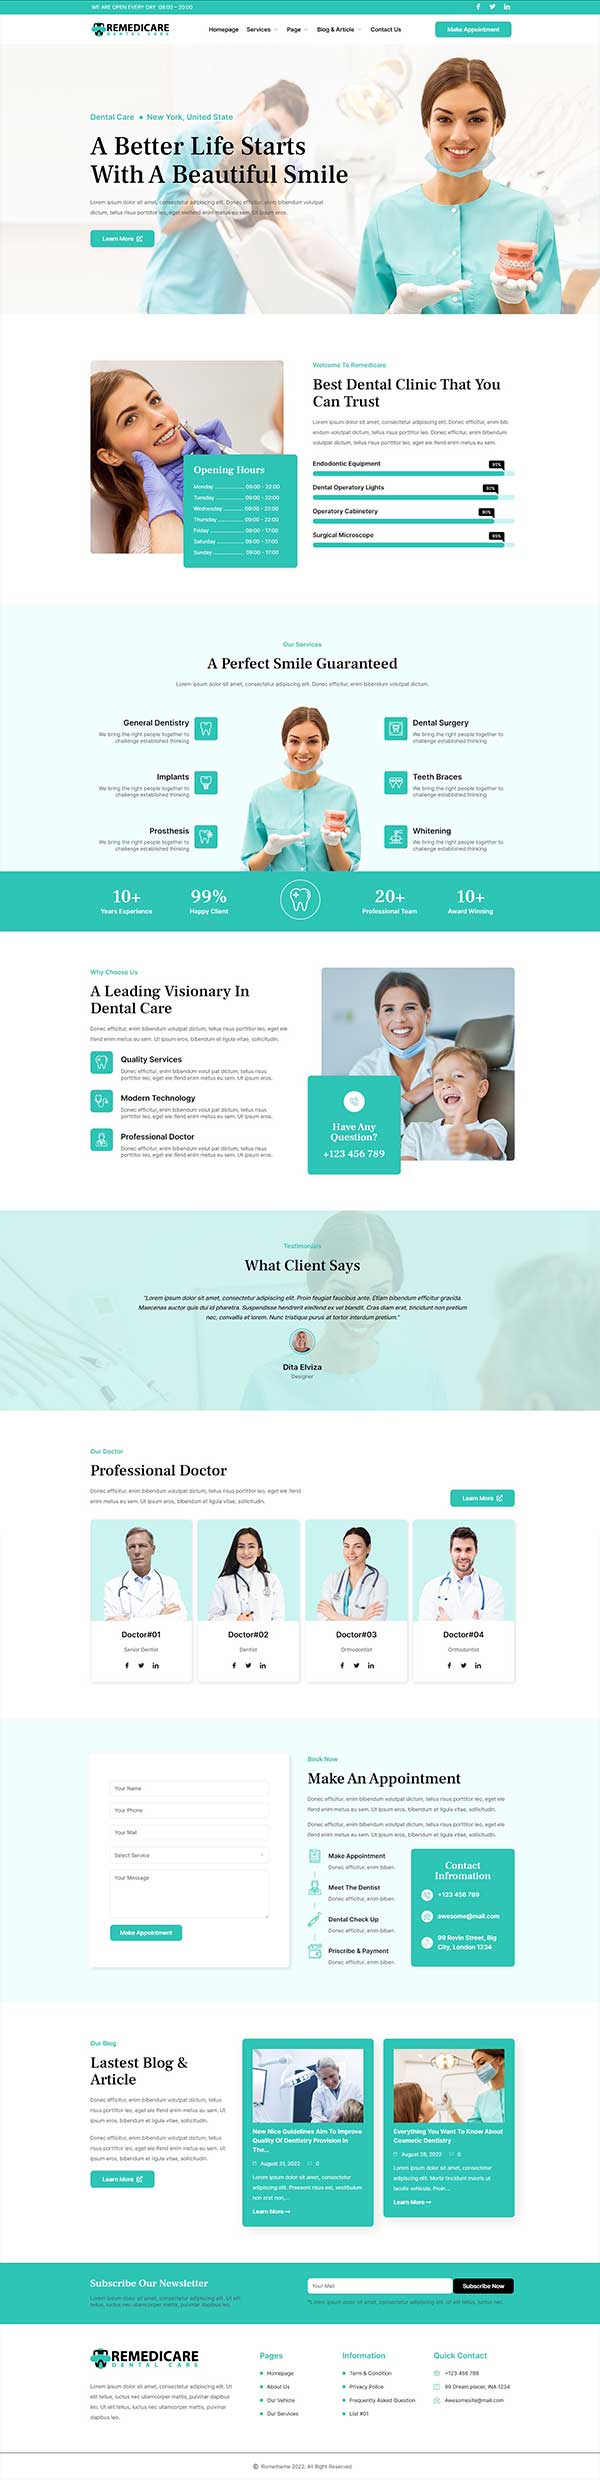 WE ARE OPEN EVERY DAY 08:00 - 20:00
REMEDICARE
DENTAL CARE
Homepage
Services
Page
Blog & Article
Contact Us
Make Appointment
Dental Care
New York, United State
A Better Life Starts
With A Beautiful Smile
Lorem ipsum dolor sit amet, consectetur adipiscing elit. Donec efficitur, enim bibendum volutpat
dictum, tellus risus porttitor leo, eget eleifend enim metus eu sem. Ut ipsum eros.
Learn More
Welcome To Remedicare
Best Dental Clinic That You
Can Trust
Lorem ipsum dolor sit amet, consectetur adipiscing elit. Donec efficitur, enim bib
endum volutpat dictum, tellus risus porttitor leo. Donec efficitur, enim bibendum
volutpat dictum, tellus risus porttitor leo, eget ele ifend enim metus eu sem.
Endodontic Equipment
95%
Dental Operatory Lights
92%
Operatory Cabinetery
90%
Surgical Microscope
95%
Opening Hours
Monday 09:00 - 22:00
Tuesday 09:00 - 22:00
Wednesday 09:00 - 22:00
Thursday 09:00 - 22:00
Friday 09:00 - 17:00
Saturday 09:00 - 17:00
Sunday 09:00 - 17:00
Our Services
A Perfect Smile Guaranteed
Lorem ipsum dolor sit amet, consectetur adipiscing elit. Donec efficitur, enim bibendum volutpat dictum.
General Dentistry
We bring the right people together to
challenge established thinking
Implants
We bring the right people together to
challenge established thinking
Prosthesis
We bring the right people together to
challenge established thinking
Dental Surgery
We bring the right people together to
challenge established thinking
Teeth Braces
We bring the right people together to
challenge established thinking
Whitening
We bring the right people together to
challenge established thinking
10+
Years Experience
99%
Happy Client
20+
Professional Team
10+
Award Winning
Why Choose Us
A Leading Visionary In
Dental Care
Donec efficitur, enim bibendum volutpat dictum, tellus risus porttitor leo, eget ele
ifend enim metus eu sem. Ut ipsum eros, bibendum et ligula vitae, sollicitudin.
Quality Services
Donec efficitur, enim bibendum volut pat dictum, tellus risus
porttitor leo, eget ele ifend enim metus eu sem. Ut ipsum eros.
Modern Technology
Donec efficitur, enim bibendum volut pat dictum, tellus risus
porttitor leo, eget ele ifend enim metus eu sem. Ut ipsum eros.
Professional Doctor
Donec efficitur, enim bibendum volut pat dictum, tellus risus
porttitor leo, eget ele ifend enim metus eu sem. Ut ipsum eros.
Have Any
Question?
+123 456 789
Testimonials
What Client Says
"Lorem ipsum dolor sit amet, consectetur adipiscing elit. Proin feugiat faucibus ante. Etiam bibendum efficitur gravida.
Maecenas auctor quis dui id pharetra. Suspendisse hendrerit eleifend ex vel blandit. Cras diam erat, tincidunt non pretium
nec, convallis et lorem. Nunc tristique purus at tortor interdum pretium."
Dita Elviza
Designer
Our Doctor
Professional Doctor
Donec efficitur, enim bibendum volutpat dictum, tellus risus porttitor leo, eget ele ifend
enim metus eu sem. Ut ipsum eros, bibendum et ligula vitae, sollicitudin.
Learn More
Doctor#01
Senior Dentist
Doctor#02
Dentist
Doctor#03
Orthodontist
Doctor#04
Orthodontist
Your Name
Your Phone
Your Mail
Select Service
Your Message
Make Appointment
Book Now
Make An Appointment
Donec efficitur, enim bibendum volutpat dictum, tellus risus porttitor leo, eget ele
ifend enim metus eu sem. Ut ipsum eros, bibendum et ligula vitae, sollicitudin.
Donec efficitur, enim bibendum volutpat dictum, tellus risus porttitor leo, eget ele
ifend enim metus eu sem. Ut ipsum eros, bibendum et ligula vitae, sollicitudin.
Make Appointment
Donec efficitur, enim biben.
Meet The Dentist
Donec efficitur, enim biben.
Dental Check Up
Donec efficitur, enim biben.
Priscribe & Payment
Donec efficitur, enim biben.
Contact
Infromation
+123 456 789
awesome@mail.com
99 Rovin Street, Big
City, London 1234
Our Blog
Lastest Blog &
Article
Donec efficitur, enim bibendum volutpat dictum, tellus
risus porttitor leo, eget ele ifend enim metus eu sem. Ut
ipsum eros, bibendum et ligula vitae, sollicitudin.
Donec efficitur, enim bibendum volutpat dictum, tellus
risus porttitor leo, eget ele ifend enim metus eu sem. Ut
ipsum eros, bibendum et ligula vitae, sollicitudin.
Learn More
New Nice Guidelines Aim To Improve
Quality Of Dentistry Provision In
The...
August 31, 2022 0
Lorem ipsum dolor sit amet, consectetur
adipiscing elit. Praesent risus est, vestibulum
non erat non,...
Learn More
Everything You Want To Know About
Cosmetic Dentistry
August 28, 2022 0
Lorem ipsum dolor sit amet, consectetur
adipiscing elit. Morbi tincidunt mauris ut
iaculis vehicula. Proin...
Learn More
Subscribe Our Newsletter
Lorem ipsum dolor sit amet, consectetur adipiscing elit. Ut elit
tellus, luctus nec ullamcorper mattis, pulvinar dapibus leo.
Your Mail
Subscribe Now
*Lorem ipsum dolor sit amet, consectetur adipiscing elit. Ut elit tellus, luctus nec.
REMEDICARE
DENTAL CARE
Lorem ipsum dolor sit amet, consectetur
adipiscing elit. Ut elit tellus, luctus nec
luctus nec ullamcorper mattis, pulvinar
dapibus leo.
Pages
Homepage
About Us
Our Vehicle
Our Services
Information
Term & Condition
Privacy Police
Frequently Asked Question
List #01
Quick Contact
+123 456 789
99 Dream placer, INA 1234
Awesomesite@mail.com
© Rometheme 2022. All Right Reserved